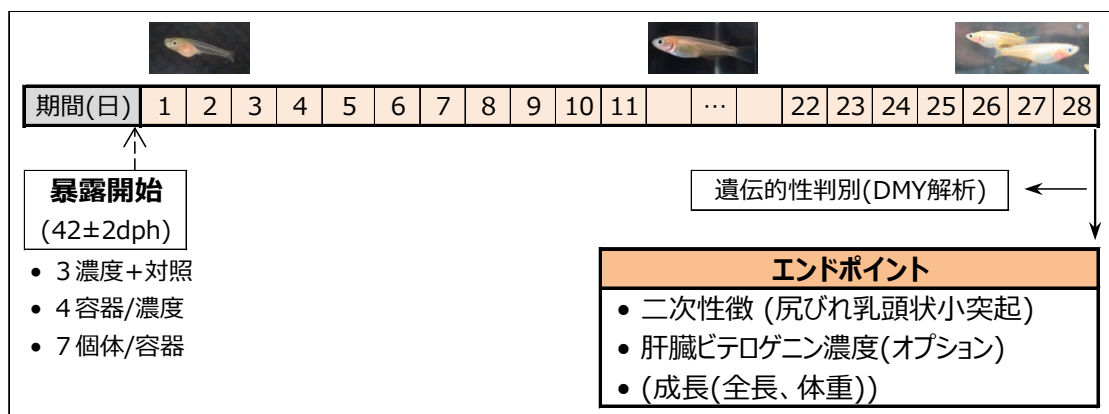 期間(日) 1 2 3 4 5 6 7 8 9 10 11 … 22 23 24 25 26 27 28
暴露開始
(42±2dph)
• 3濃度+対照
• 4容器/濃度
• 7個体/容器
遺伝的性判別(DMY解析)
エンドポイント
• 二次性徴 (尻びれ乳頭状小突起)
• 肝臓ビテロゲニン濃度(オプション)
• (成長(全長、体重))